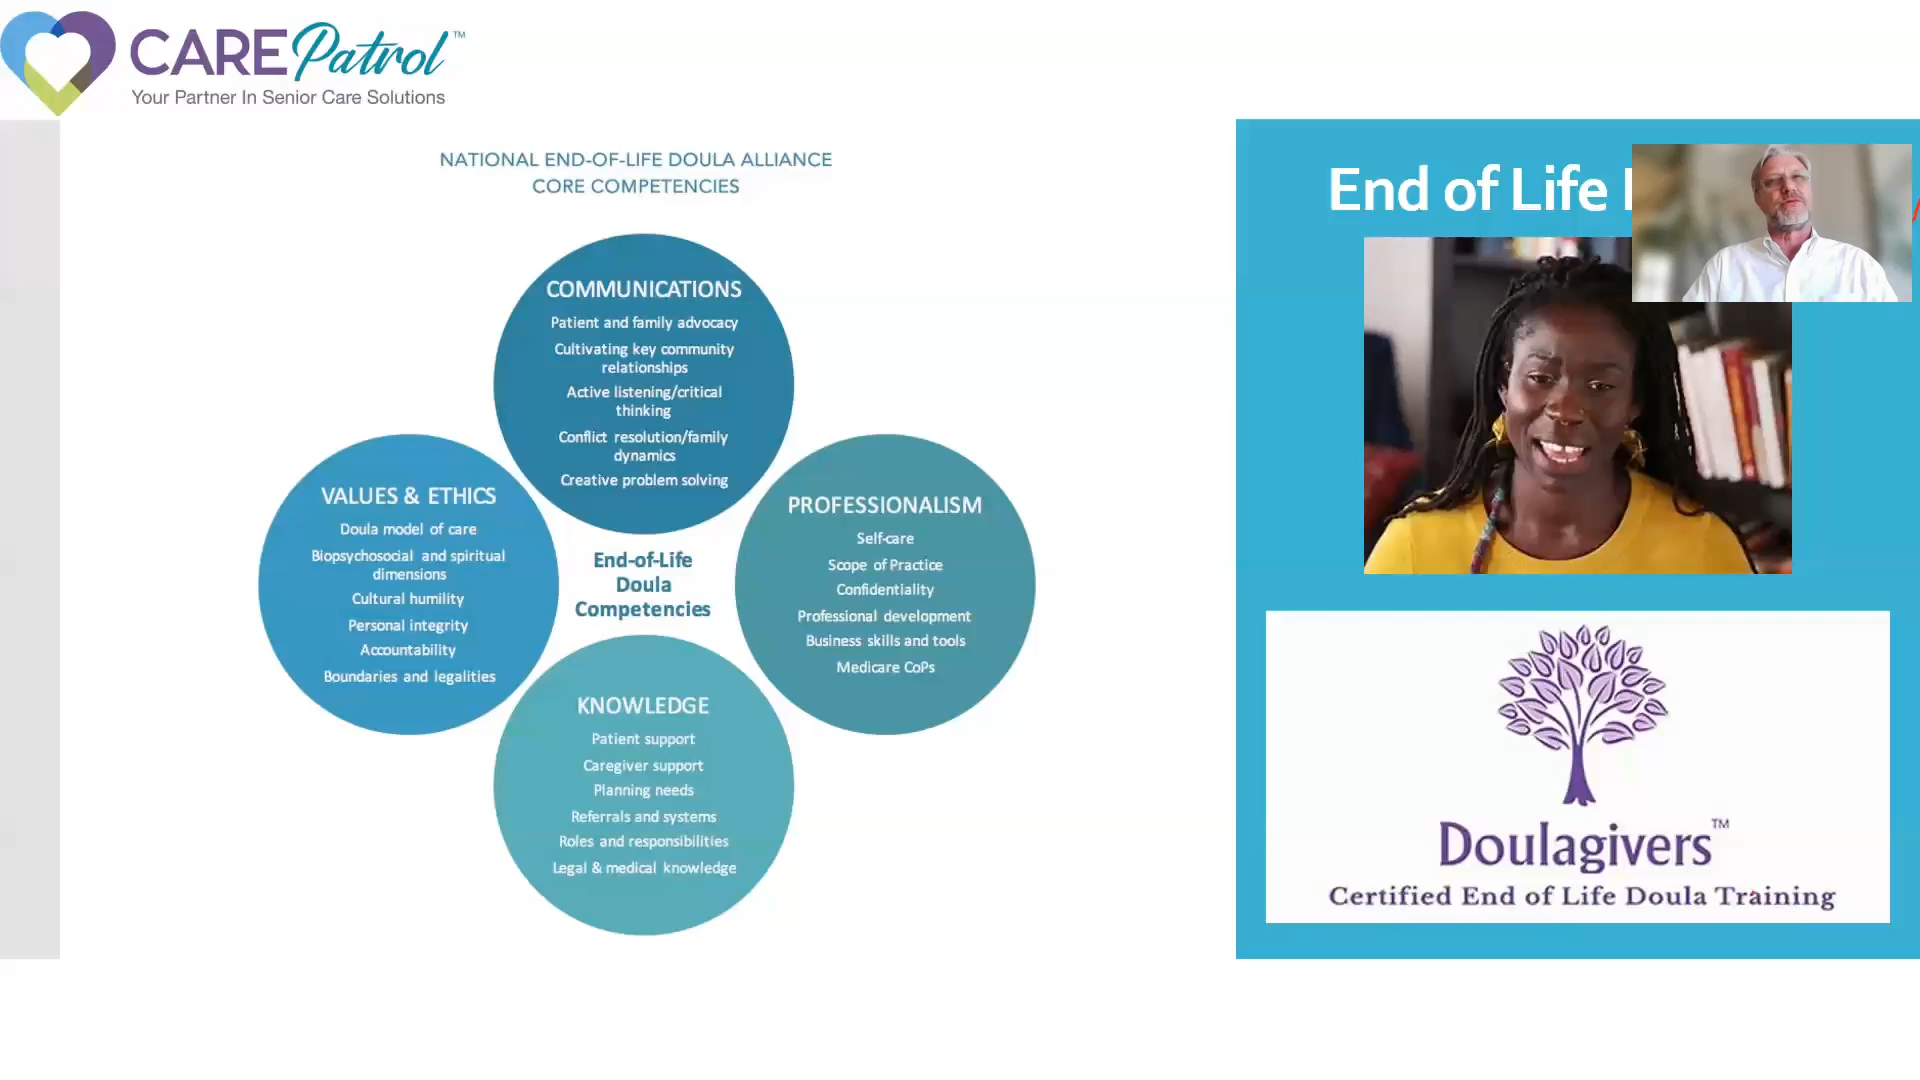 CAREPatrol™
Your Partner In Senior Care Solutions
NATIONAL END-OF-LIFE DOULA ALLIANCE
CORE COMPETENCIES
COMMUNICATIONS
Patient and family advocacy
Cultivating key community
relationships
Active listening/critical
thinking
Conflict resolution/family
dynamics
Creative problem solving
VALUES & ETHICS
Doula model of care
Biopsychosocial and spiritual
dimensions
Cultural humility
Personal integrity
Accountability
Boundaries and legalities
End-of-Life
Doula
Competencies
PROFESSIONALISM
Self-care
Scope of Practice
Confidentiality
Professional development
Business skills and tools
Medicare CoPs
KNOWLEDGE
Patient support
Caregiver support
Planning needs
Referrals and systems
Roles and responsibilities
Legal & medical knowledge
End of Life
Doulagivers™
Certified End of Life Doula Training